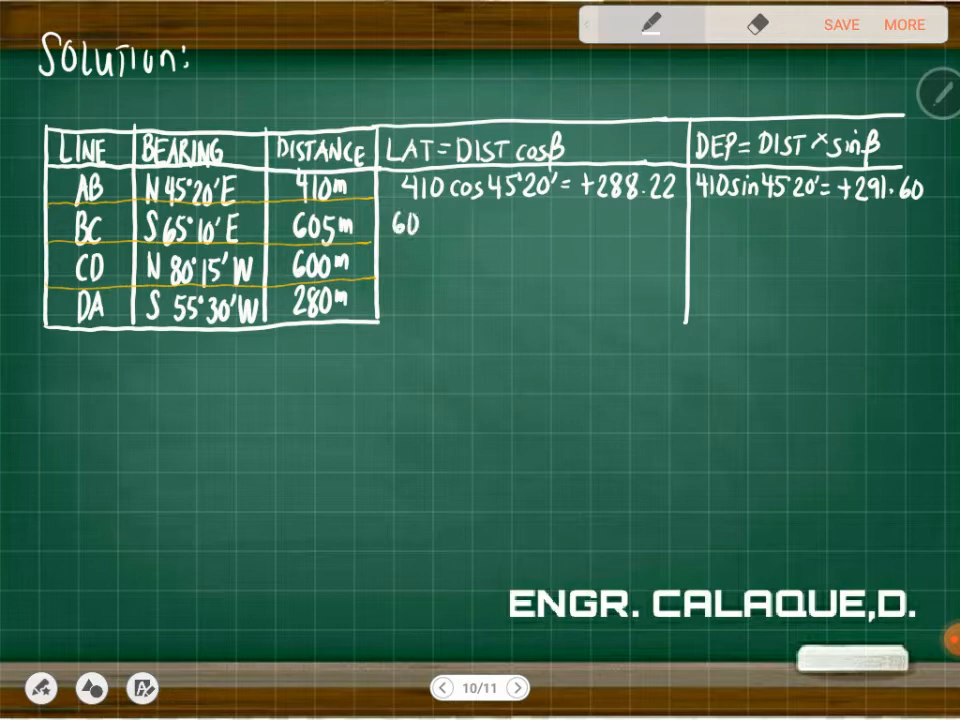 SAVE MORE
SOLUTION:
LINE BEARING DISTANCE LAT=DIST cosβ DEP=DIST × sinβ
AB N 45°20'E 410m 410 cos 45°20' = +288.22 410 sin 45 20' = +291.60
BC S 65°10'E 605m 60
CD N 80°15'W 600m
DA S 55°30'W 280m
ENGR. CALAQUE,D.
10/11